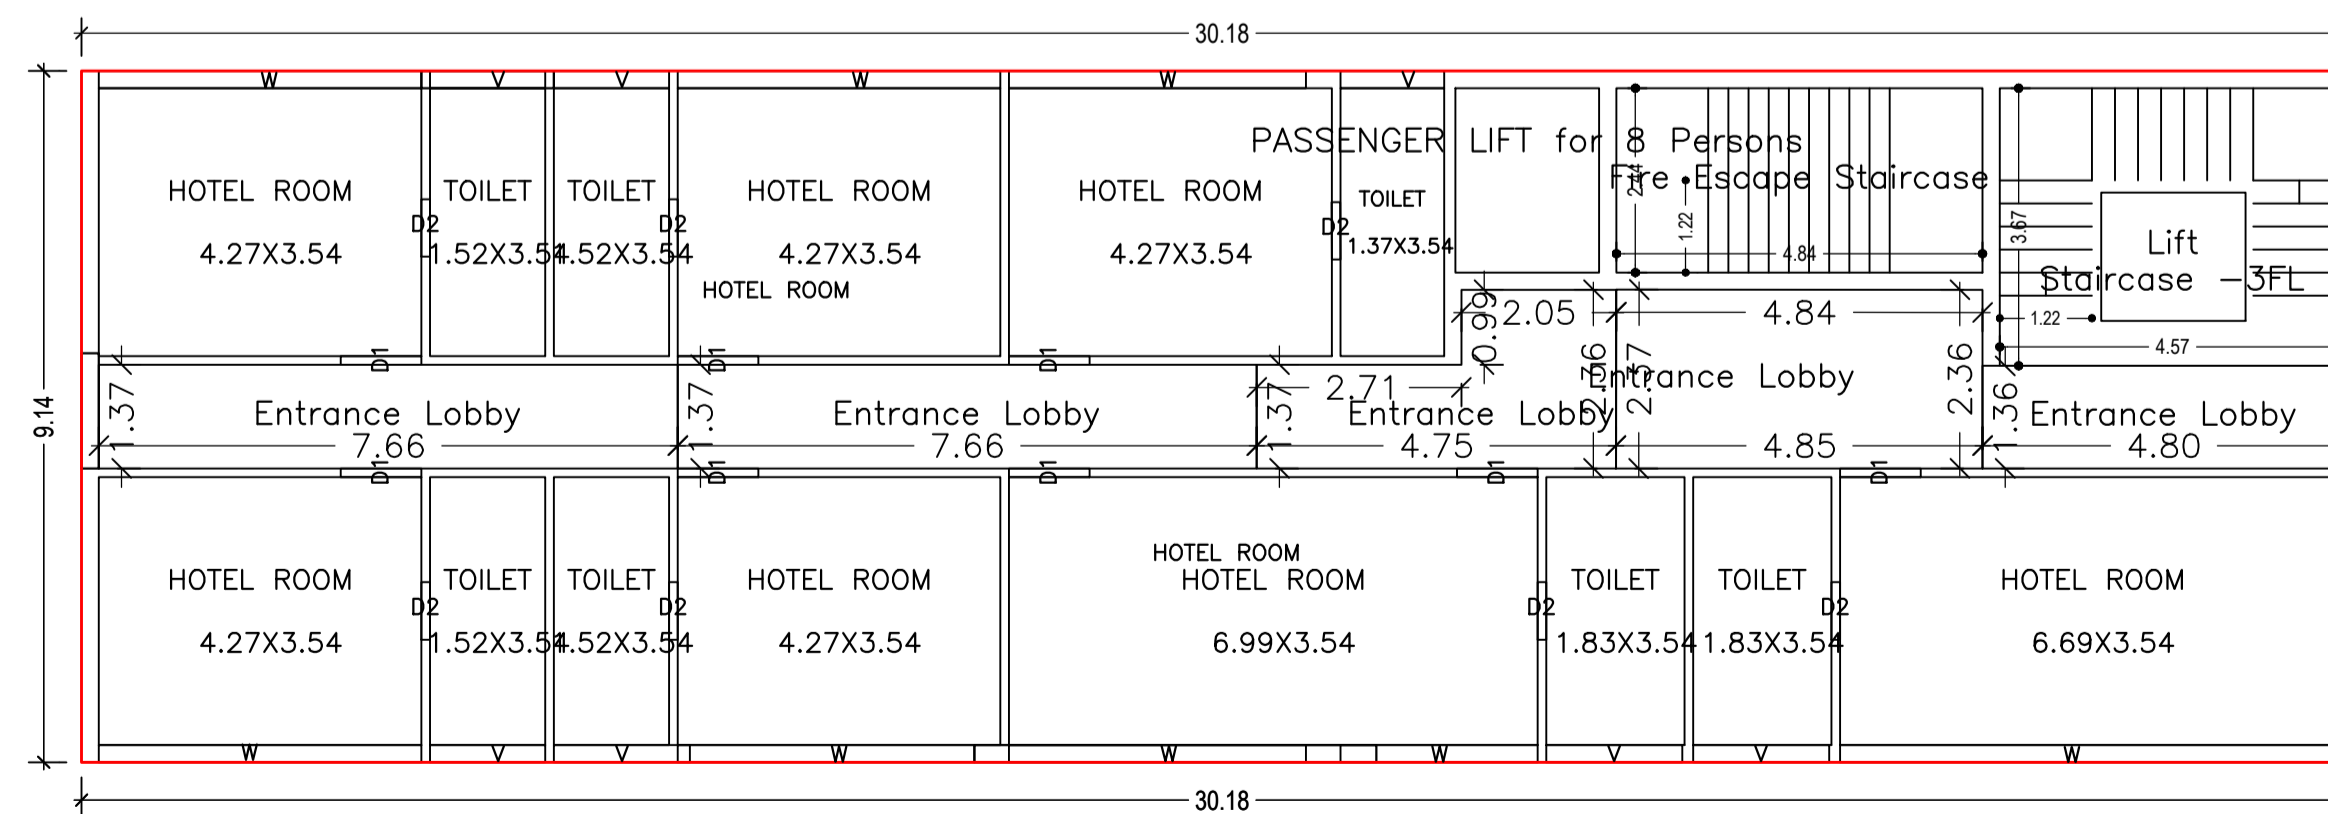 30.18
W V V W W V
PASSENGER LIFT for 8 Persons
Fire Escape Staircase
HOTEL ROOM TOILET TOILET HOTEL ROOM HOTEL ROOM TOILET
D2 D2 D2
4.27X3.54 1.52X3.54 1.52X3.54 4.27X3.54 4.27X3.54 1.37X3.54
2.44 1.22 4.84 3.67
Lift
Staircase -3FL
HOTEL ROOM
0.99 2.05 4.84 1.22
4.57
D1 D1 D1
1.37 1.37 1.37 2.71 2.36 2.37 2.36 1.36
Entrance Lobby
Entrance Lobby Entrance Lobby Entrance Lobby Entrance Lobby
7.66 7.66 4.75 4.85 4.80
9.14
D1 D1 D1 D1 D1
HOTEL ROOM
HOTEL ROOM TOILET TOILET HOTEL ROOM HOTEL ROOM TOILET TOILET HOTEL ROOM
D2 D2 D2 D2
4.27X3.54 1.52X3.54 1.52X3.54 4.27X3.54 6.99X3.54 1.83X3.54 1.83X3.54 6.69X3.54
W V V W W W V V W
30.18